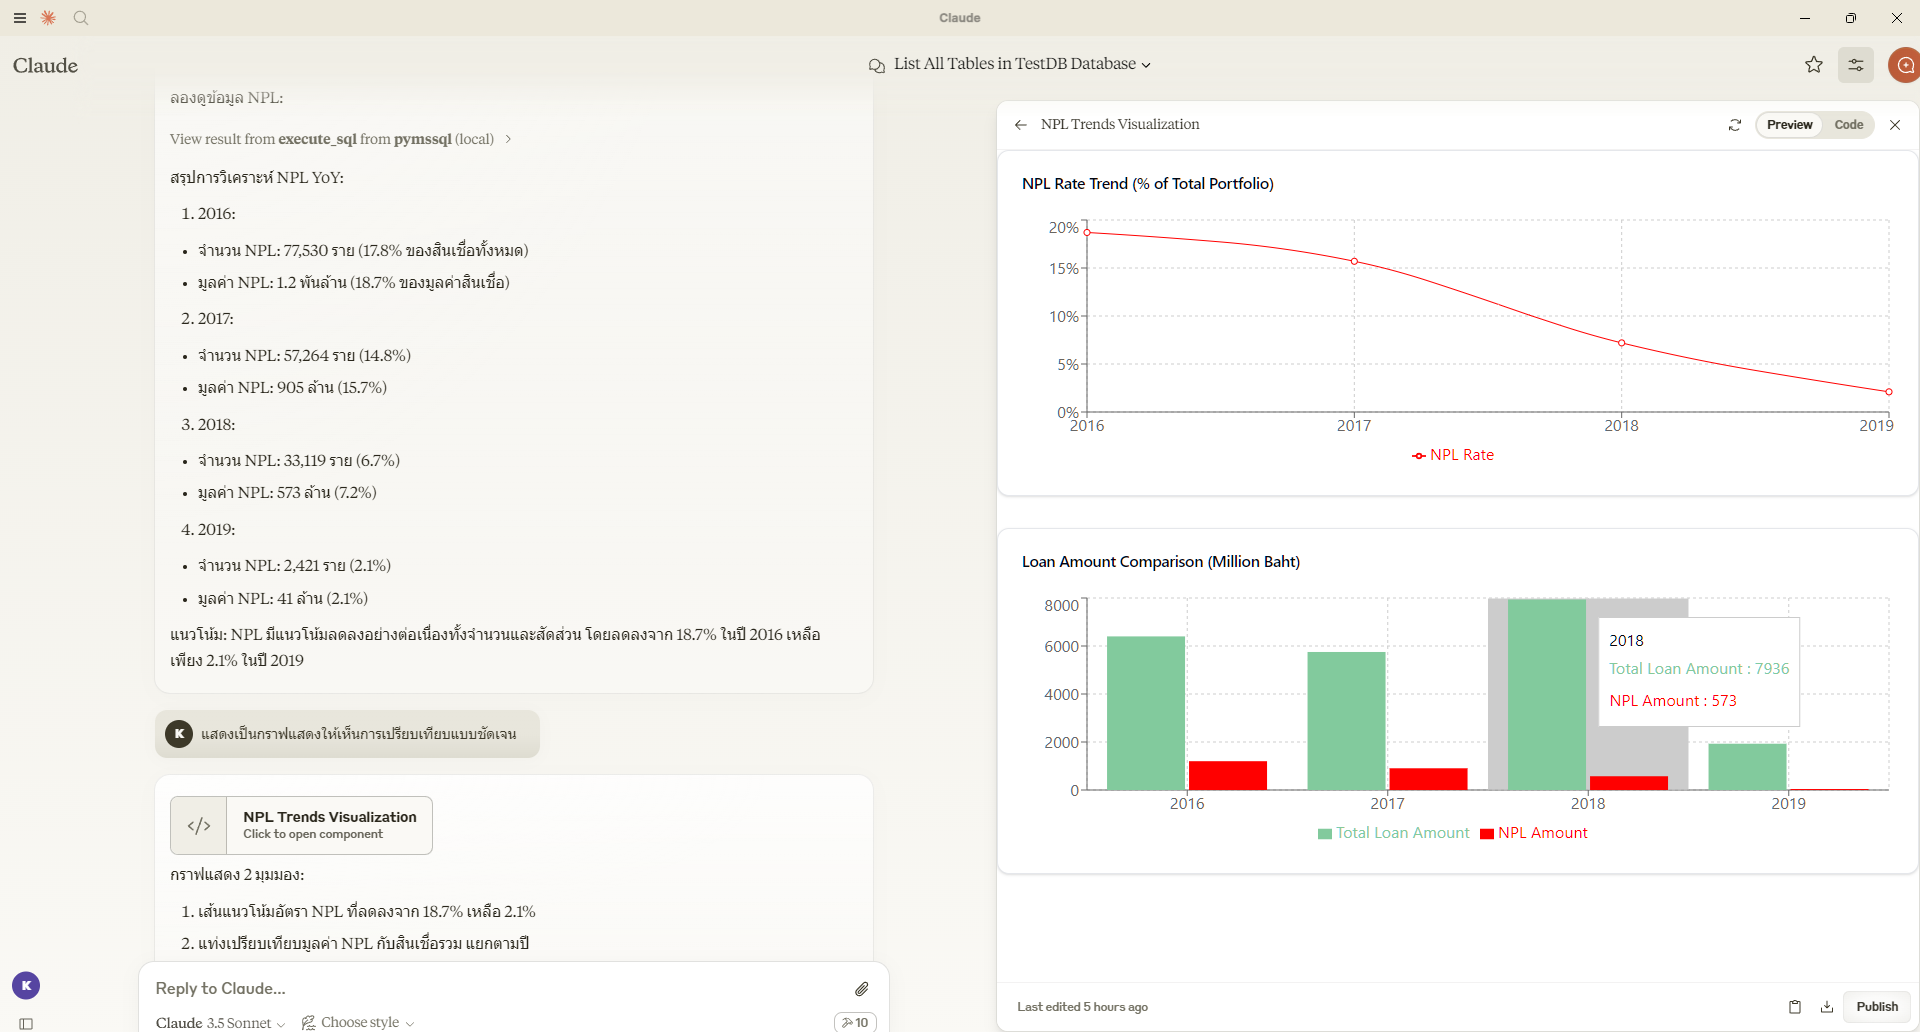 Claude
Claude
List All Tables in TestDB Database
ลองดูข้อมูล NPL:
View result from execute_sql from pymssql (local)
สรุปการวิเคราะห์ NPL YoY:
1. 2016:
• จำนวน NPL: 77,530 ราย (17.8% ของสินเชื่อทั้งหมด)
• มูลค่า NPL: 1.2 พันล้าน (18.7% ของมูลค่าสินเชื่อ)
2. 2017:
• จำนวน NPL: 57,264 ราย (14.8%)
• มูลค่า NPL: 905 ล้าน (15.7%)
3. 2018:
• จำนวน NPL: 33,119 ราย (6.7%)
• มูลค่า NPL: 573 ล้าน (7.2%)
4. 2019:
• จำนวน NPL: 2,421 ราย (2.1%)
• มูลค่า NPL: 41 ล้าน (2.1%)
แนวโน้ม: NPL มีแนวโน้มลดลงอย่างต่อเนื่องทั้งจำนวนและสัดส่วน โดยลดลงจาก 18.7% ในปี 2016 เหลือ
เพียง 2.1% ในปี 2019
K แสดงเป็นกราฟแสดงให้เห็นการเปรียบเทียบแบบชัดเจน
</> NPL Trends Visualization
Click to open component
กราฟแสดง 2 มุมมอง:
1. เส้นแนวโน้มอัตรา NPL ที่ลดลงจาก 18.7% เหลือ 2.1%
2. แท่งเปรียบเทียบมูลค่า NPL กับสินเชื่อรวม แยกตามปี
K
Reply to Claude...
Claude 3.5 Sonnet Choose style 10
NPL Trends Visualization Preview Code
NPL Rate Trend (% of Total Portfolio)
20%
15%
10%
5%
0%
2016 2017 2018 2019
NPL Rate
Loan Amount Comparison (Million Baht)
8000
6000
4000
2000
0
2018
Total Loan Amount : 7936
NPL Amount : 573
2016 2017 2018 2019
Total Loan Amount NPL Amount
Last edited 5 hours ago Publish